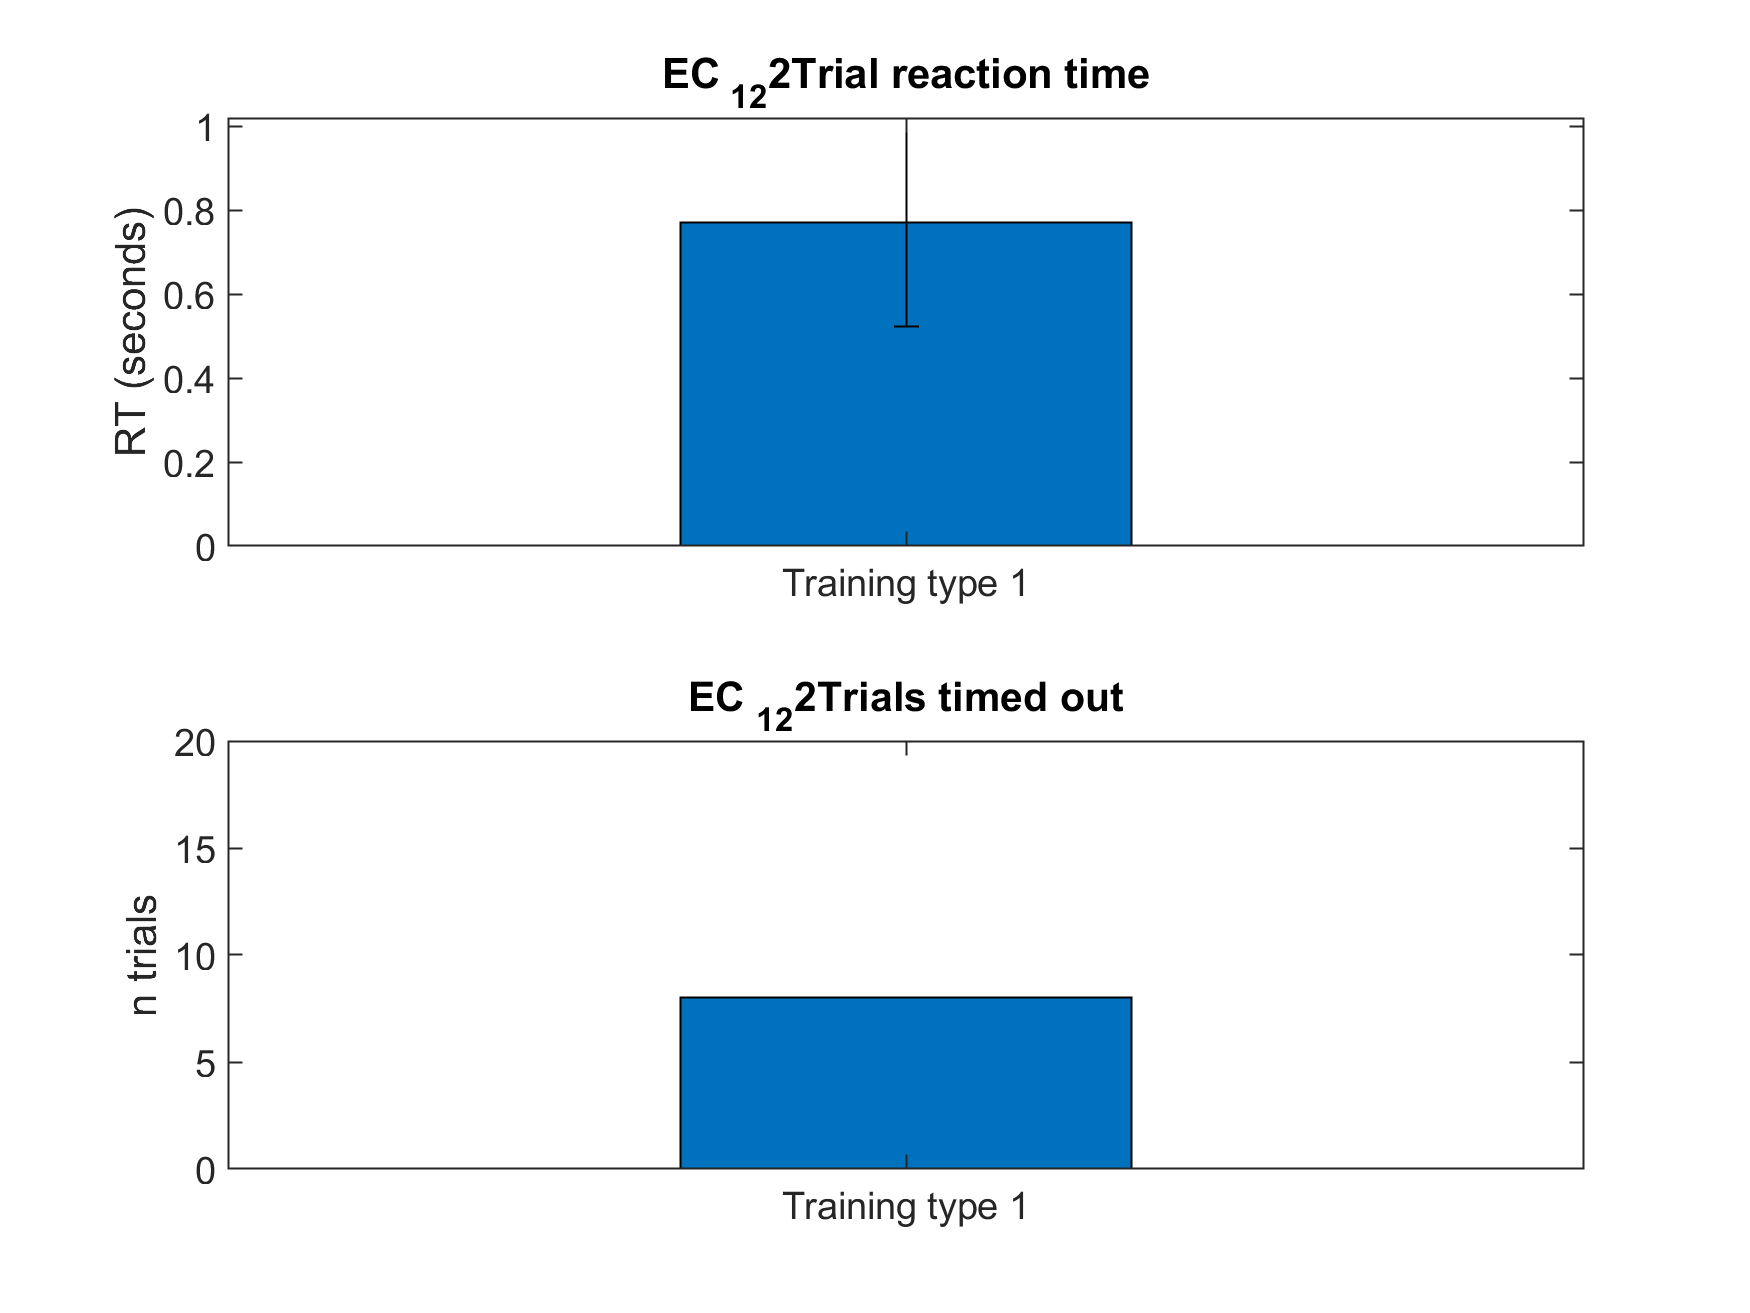 EC 122Trial reaction time
1
0.8
0.6
0.4
0.2
0
RT (seconds)
Training type 1
EC 122Trials timed out
20
15
10
5
0
n trials
Training type 1